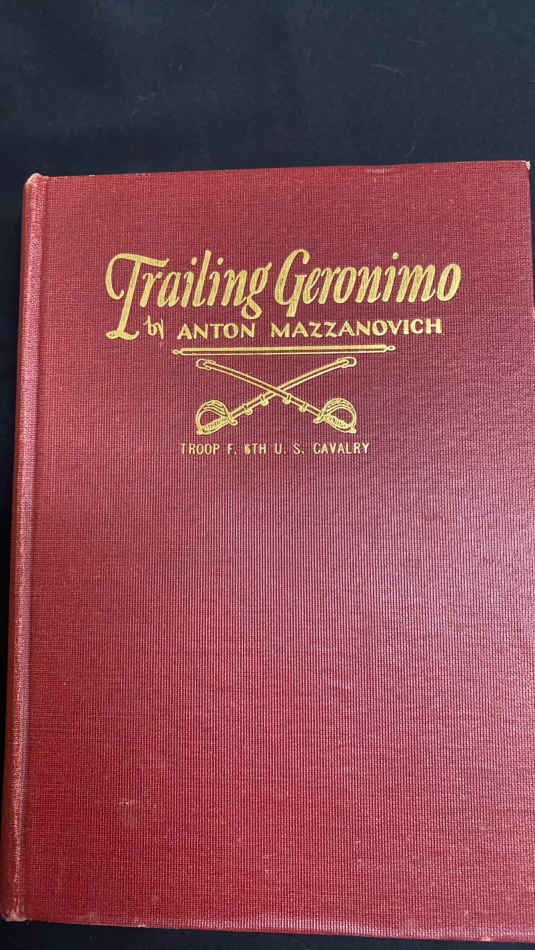 Trailing Geronimo
by ANTON MAZZANOVICH
TROOP F. 6TH U. S. CAVALRY